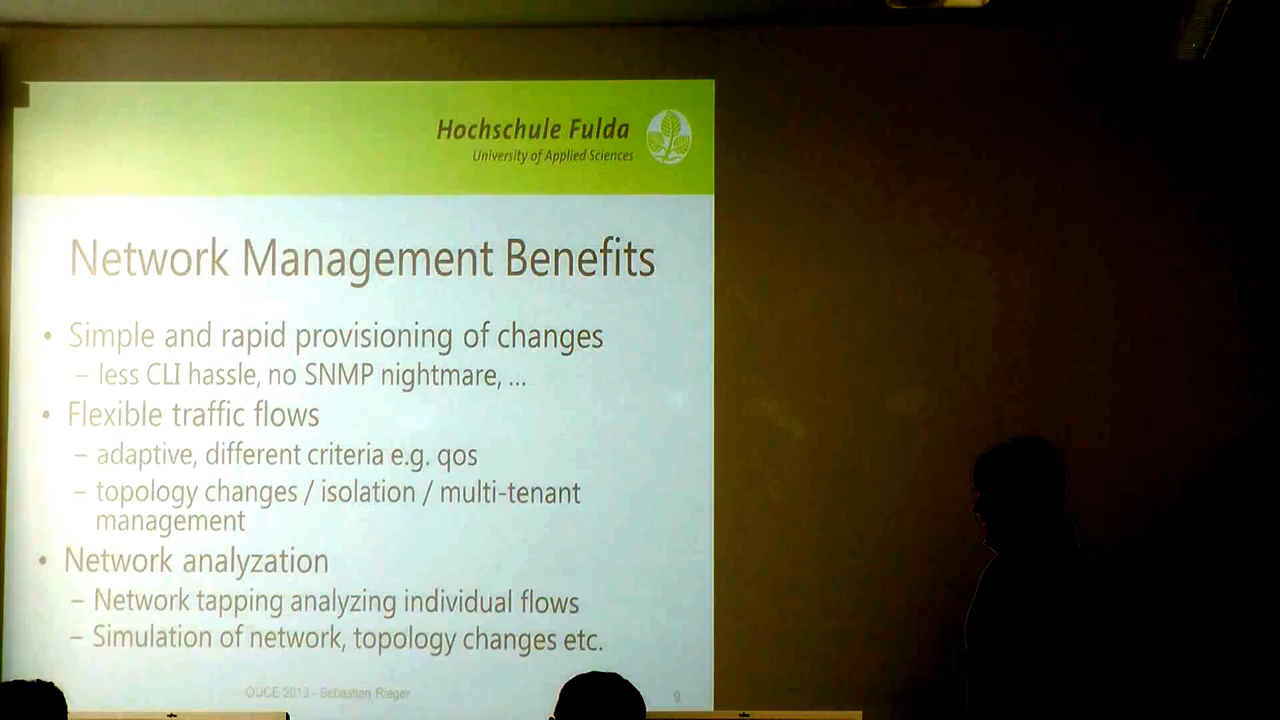 Hochschule Fulda
University of Applied Sciences
Network Management Benefits
• Simple and rapid provisioning of changes
– less CLI hassle, no SNMP nightmare, ...
• Flexible traffic flows
– adaptive, different criteria e.g. qos
– topology changes / isolation / multi-tenant
management
• Network analyzation
– Network tapping analyzing individual flows
– Simulation of network, topology changes etc.
OUCE 2013 - Sebastian Rieger
9